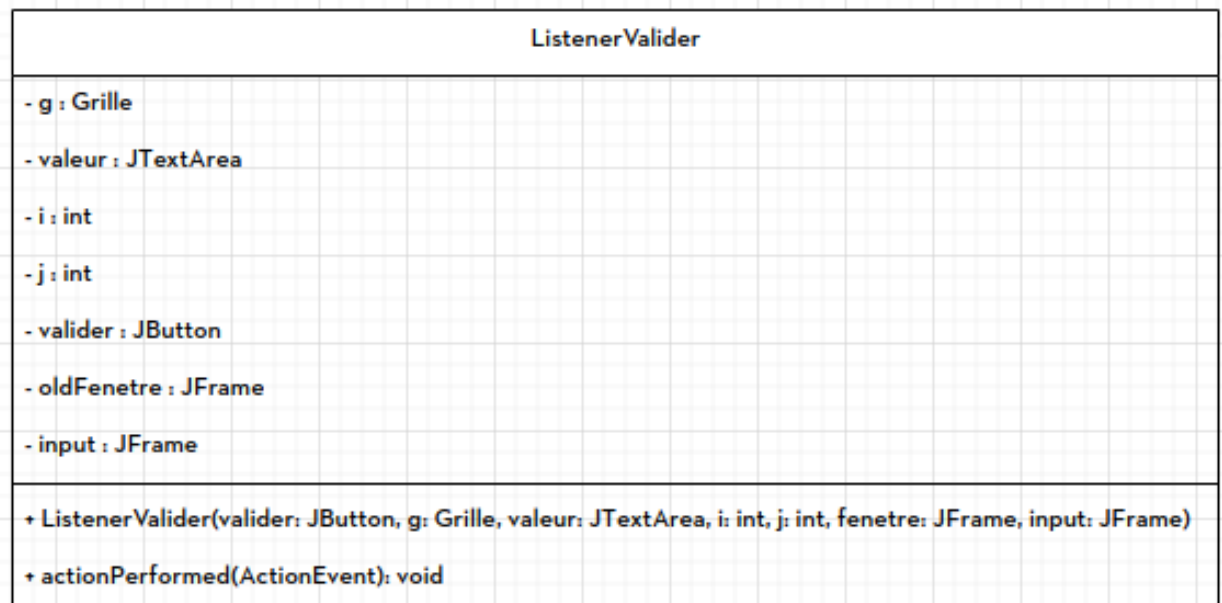 ListenerValider
- g : Grille
- valeur : JTextArea
- i : int
- j : int
- valider : JButton
- oldFenetre : JFrame
- input : JFrame
+ ListenerValider(valider: JButton, g: Grille, valeur: JTextArea, i: int, j: int, fenetre: JFrame, input: JFrame)
+ actionPerformed(ActionEvent): void